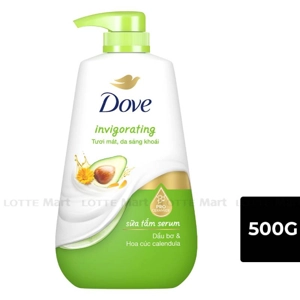 Dove
invigorating
Tươi mát, da sảng khoái
LOTTE Mart
sữa tắm serum
Dầu bơ &
Hoa cúc calendula
500G